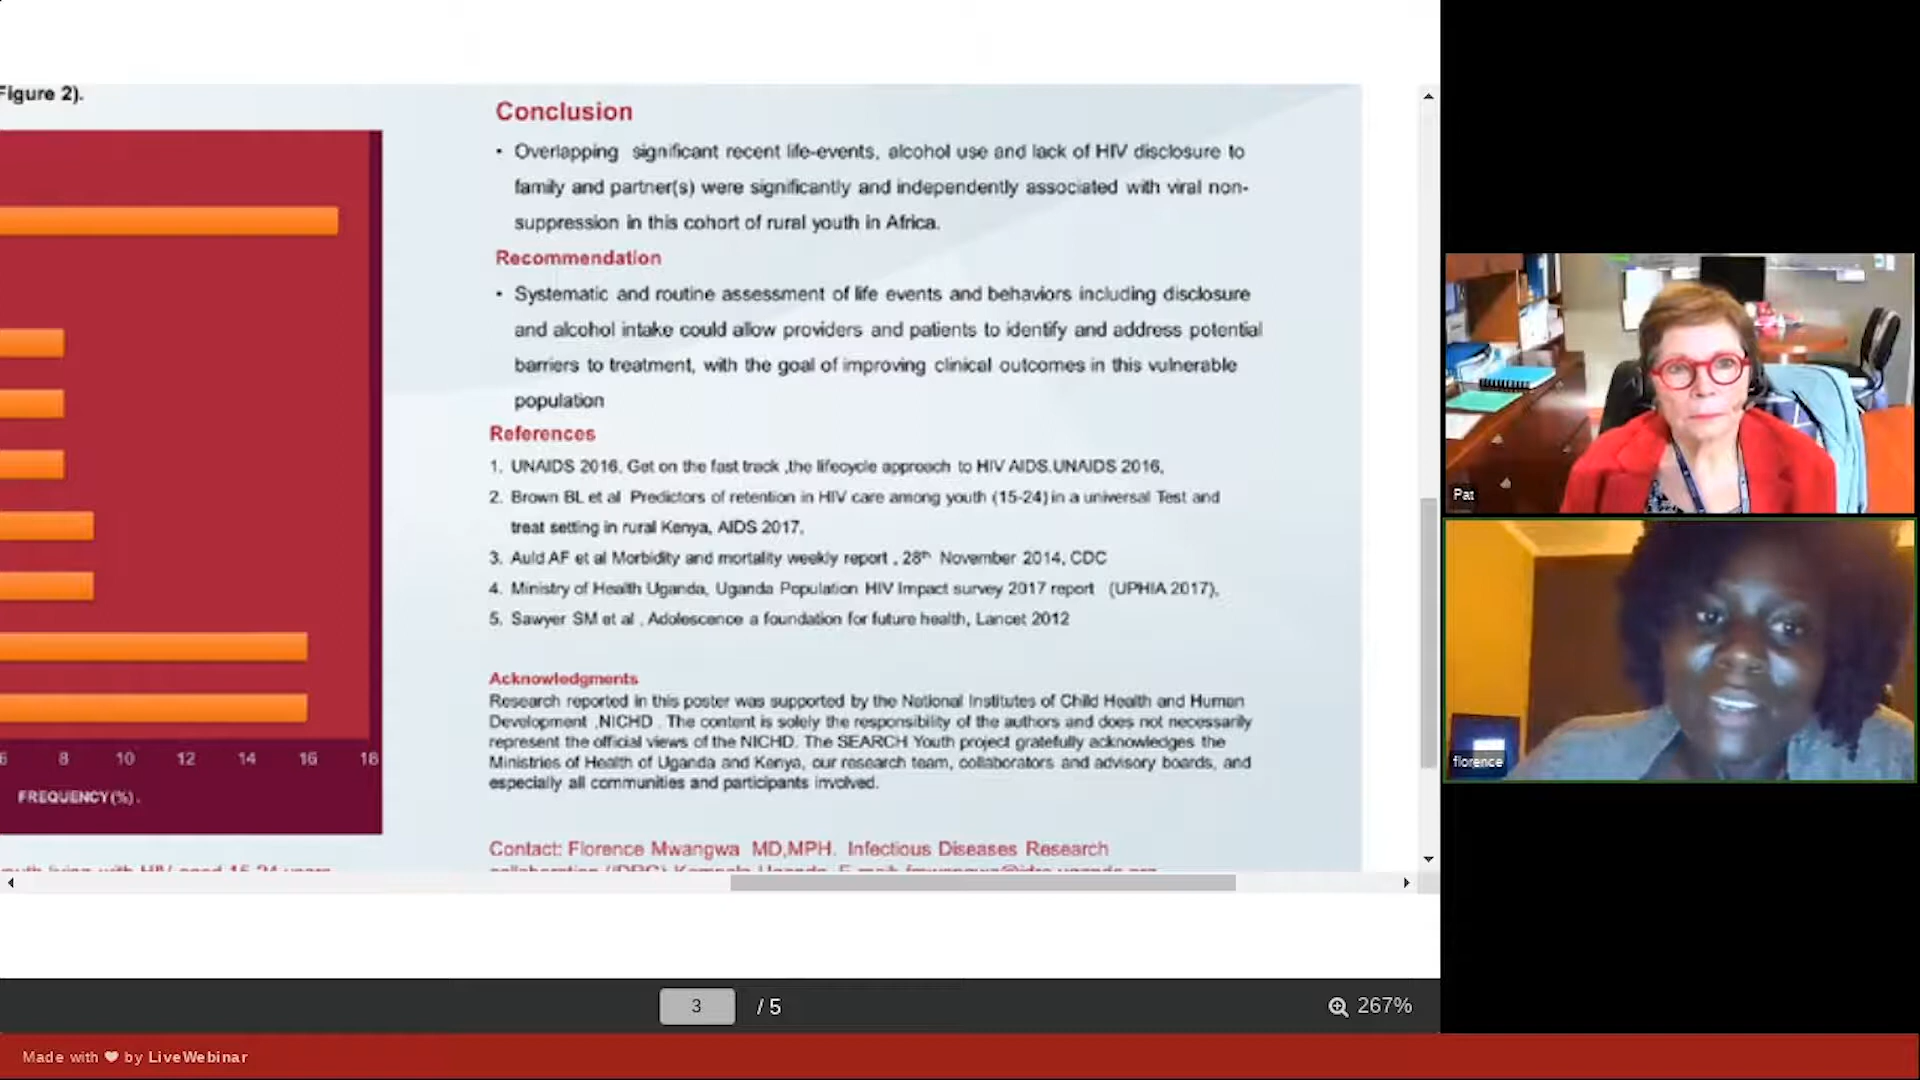 Figure 2).
Conclusion
• Overlapping significant recent life-events, alcohol use and lack of HIV disclosure to
family and partner(s) were significantly and independently associated with viral non-
suppression in this cohort of rural youth in Africa.
Recommendation
• Systematic and routine assessment of life events and behaviors including disclosure
and alcohol intake could allow providers and patients to identify and address potential
barriers to treatment, with the goal of improving clinical outcomes in this vulnerable
population
References
1. UNAIDS 2016. Get on the fast track ,the lifecycle approach to HIV AIDS.UNAIDS 2016,
2. Brown BL et al Predictors of retention in HIV care among youth (15-24) in a universal Test and
treat setting in rural Kenya, AIDS 2017,
3. Auld AF et al Morbidity and mortality weekly report , 28th November 2014, CDC
4. Ministry of Health Uganda, Uganda Population HIV Impact survey 2017 report (UPHIA 2017),
5. Sawyer SM et al , Adolescence a foundation for future health, Lancet 2012
Acknowledgments
Research reported in this poster was supported by the National Institutes of Child Health and Human
Development ,NICHD . The content is solely the responsibility of the authors and does not necessarily
represent the official views of the NICHD. The SEARCH Youth project gratefully acknowledges the
Ministries of Health of Uganda and Kenya, our research team, collaborators and advisory boards, and
especially all communities and participants involved.
Contact: Florence Mwangwa MD,MPH. Infectious Diseases Research
6 8 10 12 14 16 18
FREQUENCY(%).
Pat
florence
3 / 5
267%
Made with ❤ by LiveWebinar